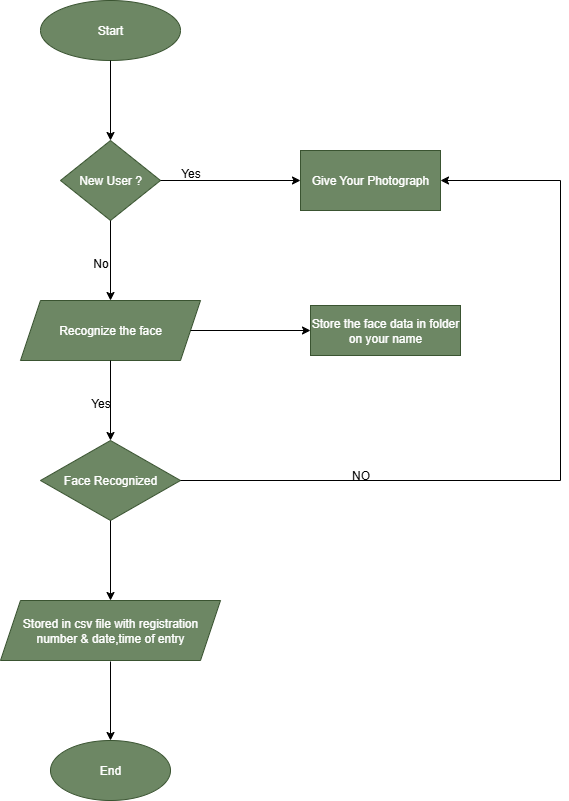 Start
New User ?
Yes
Give Your Photograph
No
Recognize the face
Store the face data in folder
on your name
Yes
Face Recognized
NO
Stored in csv file with registration
number & date,time of entry
End